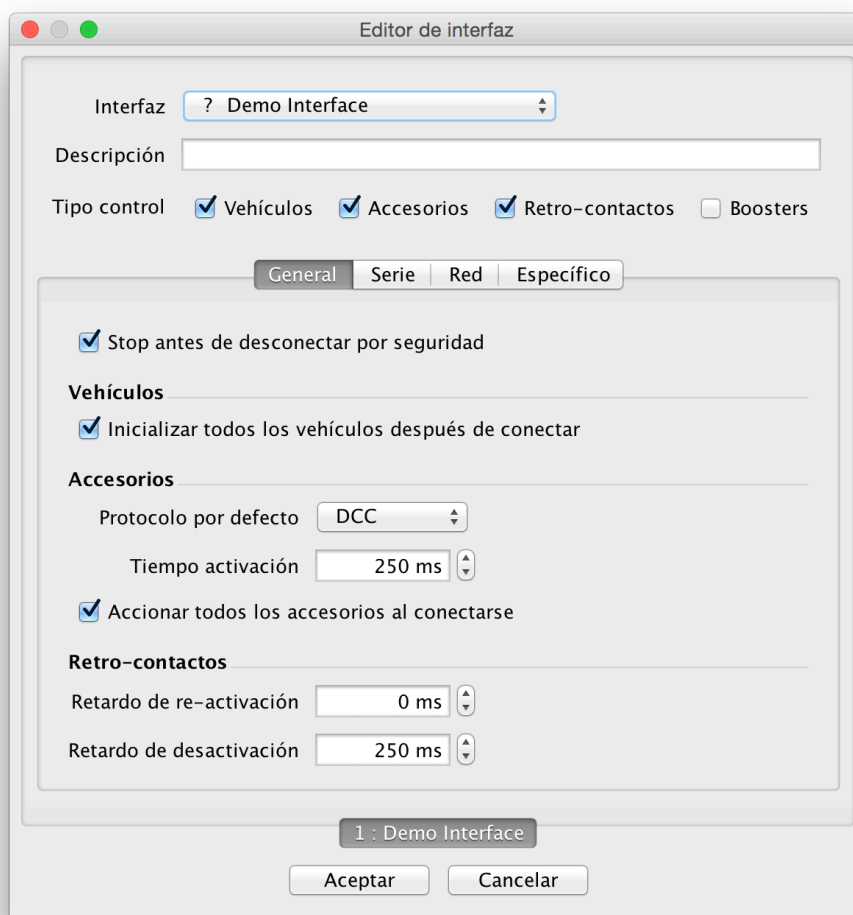 Editor de interfaz
Interfaz ? Demo Interface
Descripción
Tipo control Vehículos Accesorios Retro-contactos Boosters
General Serie Red Específico
Stop antes de desconectar por seguridad
Vehículos
Inicializar todos los vehículos después de conectar
Accesorios
Protocolo por defecto DCC
Tiempo activación 250 ms
Accionar todos los accesorios al conectarse
Retro-contactos
Retardo de re-activación 0 ms
Retardo de desactivación 250 ms
1 : Demo Interface
Aceptar Cancelar